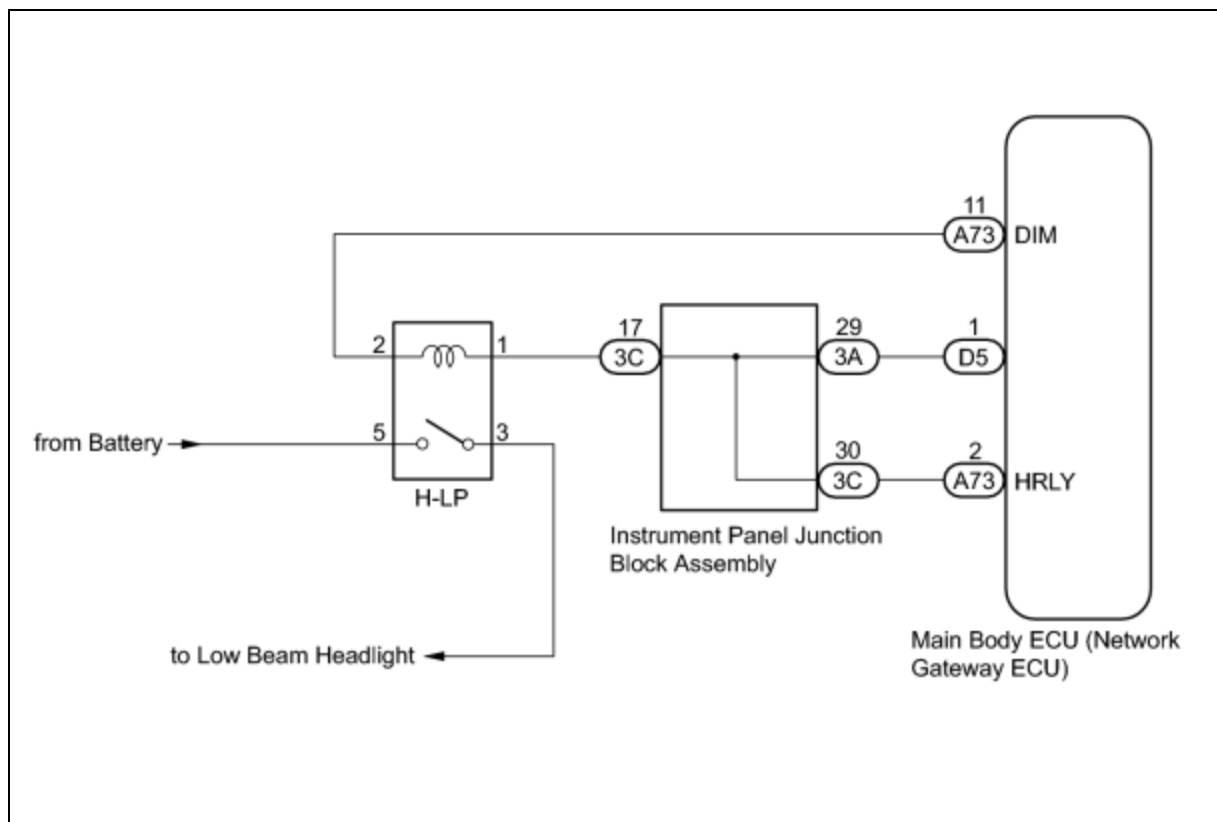 11
A73 DIM
2 1
17
3C
29
3A
1
D5
from Battery 5 3
H-LP
30
3C
2
A73 HRLY
Instrument Panel Junction
Block Assembly
to Low Beam Headlight
Main Body ECU (Network
Gateway ECU)